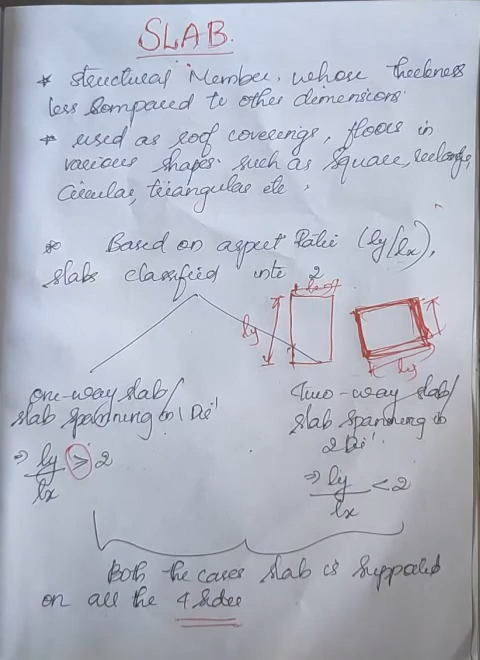 SLAB.
* Structural Member, whose thickness
less Compared to other dimensions.
* used as roof coverings, floors in
various shapes such as Square, rectangle,
Circular, triangular etc.
* Based on aspect Ratio (ly/lx),
slabs classified into 2
ly
ly
one-way slab/
slab spanning in 1 Dir'
⇒ ly/lx ≥ 2
Two-way slab/
slab spanning in
2 Dir'
⇒ ly/lx < 2
Both the cases slab is supported
on all the 4 sides